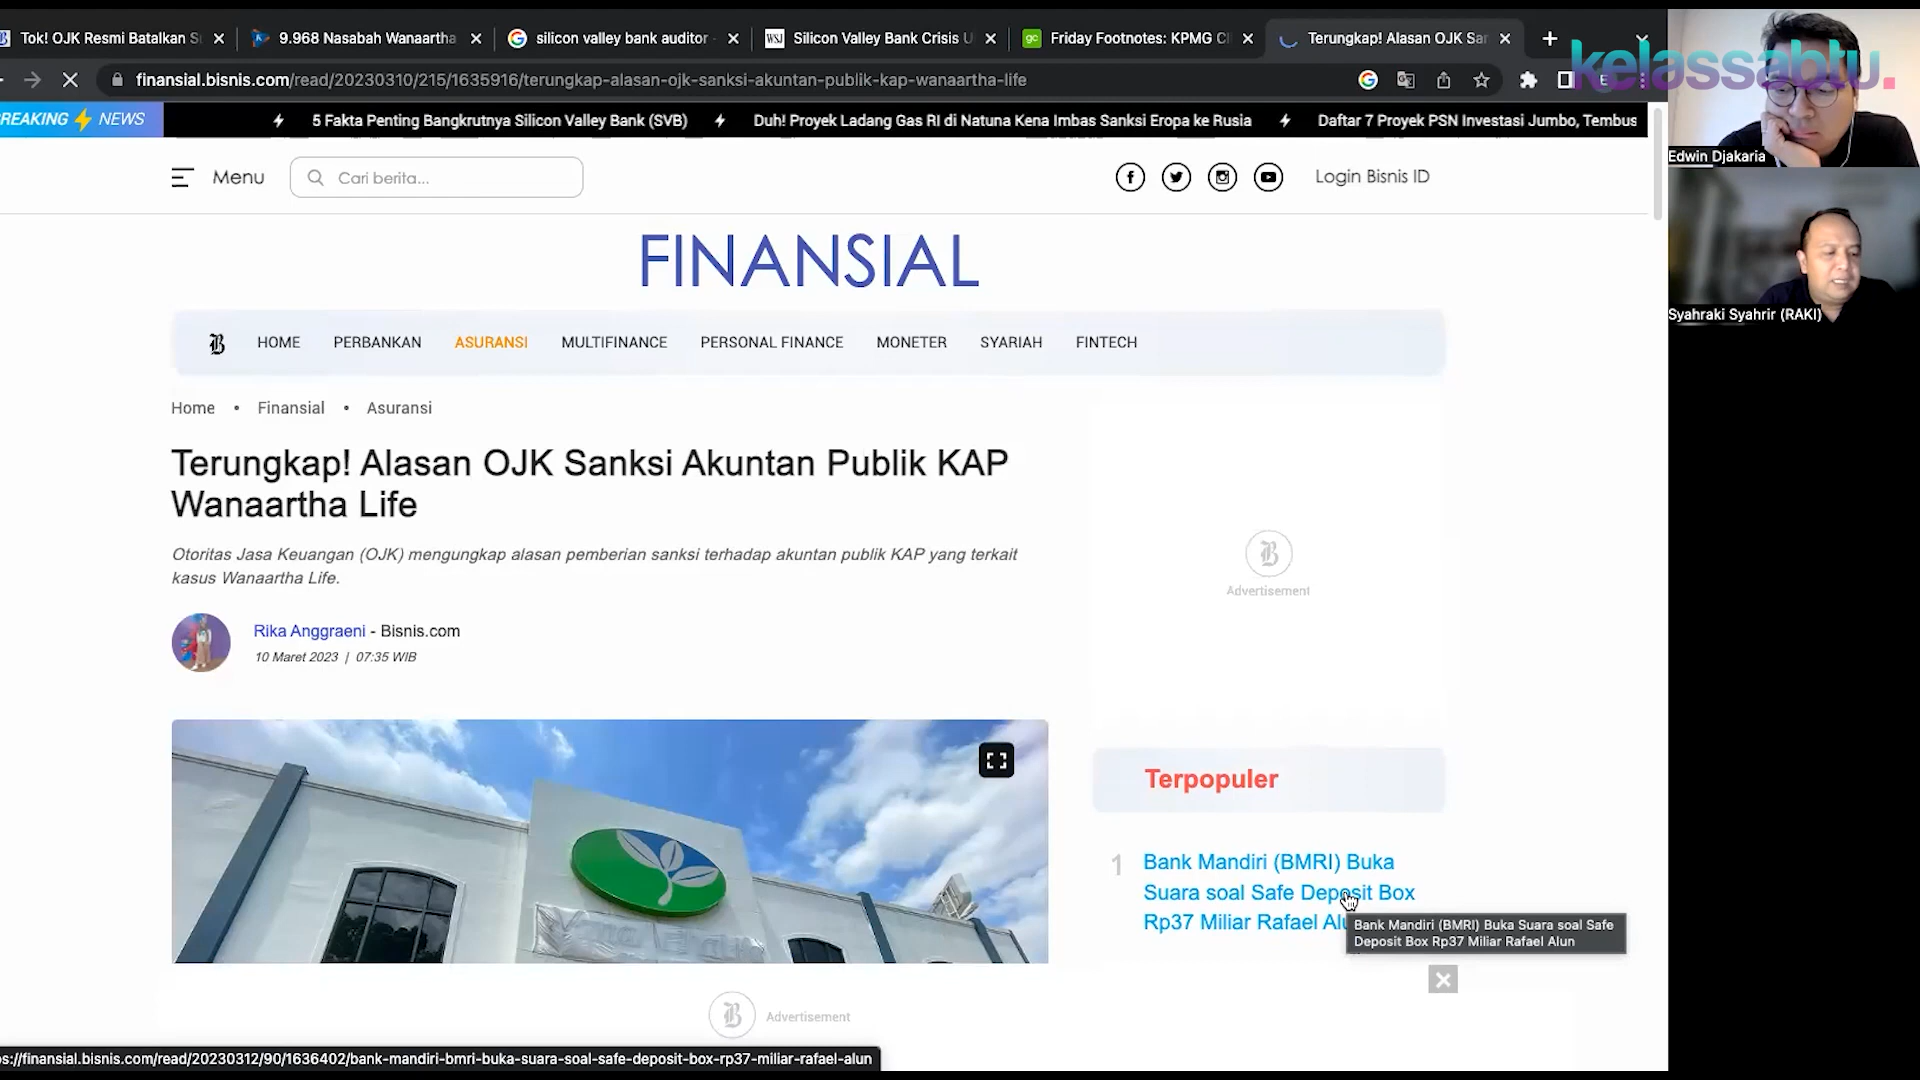 Tok! OJK Resmi Batalkan S
9.968 Nasabah Wanaartha
silicon valley bank auditor
WSJ
Silicon Valley Bank Crisis U
gc
Friday Footnotes: KPMG C
Terungkap! Alasan OJK Sa
kelassabtu.
finansial.bisnis.com/read/20230310/215/1635916/terungkap-alasan-ojk-sanksi-akuntan-publik-kap-wanaartha-life
REAKING NEWS
5 Fakta Penting Bangkrutnya Silicon Valley Bank (SVB)
Duh! Proyek Ladang Gas RI di Natuna Kena Imbas Sanksi Eropa ke Rusia
Daftar 7 Proyek PSN Investasi Jumbo, Tembus
Edwin Djakaria
Menu
Cari berita...
Login Bisnis ID
FINANSIAL
Syahraki Syahrir (RAKI)
B HOME PERBANKAN ASURANSI MULTIFINANCE PERSONAL FINANCE MONETER SYARIAH FINTECH
Home • Finansial • Asuransi
Terungkap! Alasan OJK Sanksi Akuntan Publik KAP
Wanaartha Life
Otoritas Jasa Keuangan (OJK) mengungkap alasan pemberian sanksi terhadap akuntan publik KAP yang terkait
kasus Wanaartha Life.
B
Advertisement
Rika Anggraeni - Bisnis.com
10 Maret 2023 | 07:35 WIB
Terpopuler
1
Bank Mandiri (BMRI) Buka
Suara soal Safe Deposit Box
Rp37 Miliar Rafael Al
Bank Mandiri (BMRI) Buka Suara soal Safe
Deposit Box Rp37 Miliar Rafael Alun
B
Advertisement
s://finansial.bisnis.com/read/20230312/90/1636402/bank-mandiri-bmri-buka-suara-soal-safe-deposit-box-rp37-miliar-rafael-alun